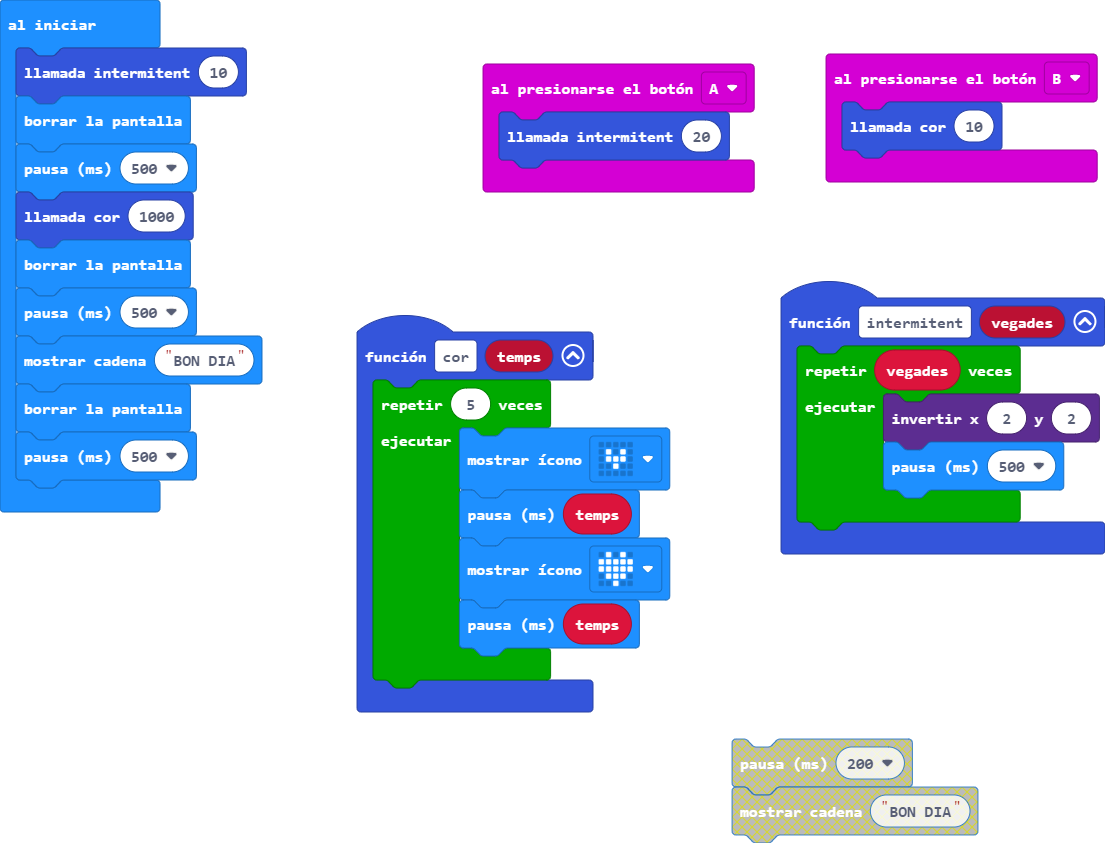 al iniciar
llamada intermitent 10
borrar la pantalla
pausa (ms) 500
llamada cor 1000
borrar la pantalla
pausa (ms) 500
mostrar cadena "BON DIA"
borrar la pantalla
pausa (ms) 500
al presionarse el botón A
llamada intermitent 20
al presionarse el botón B
llamada cor 10
función cor temps
repetir 5 veces
ejecutar
mostrar ícono
pausa (ms) temps
mostrar ícono
pausa (ms) temps
función intermitent vegades
repetir vegades veces
ejecutar
invertir x 2 y 2
pausa (ms) 500
pausa (ms) 200
mostrar cadena "BON DIA"